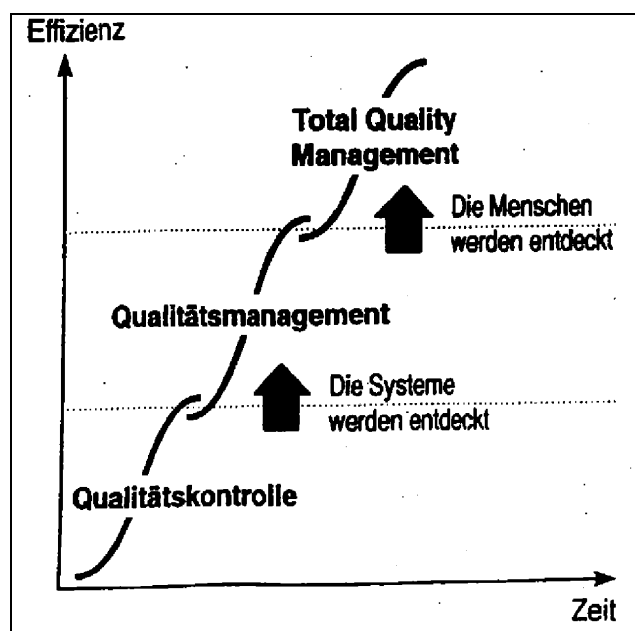 Effizienz
Total Quality
Management
Die Menschen
werden entdeckt
Qualitätsmanagement
Die Systeme
werden entdeckt
Qualitätskontrolle
Zeit